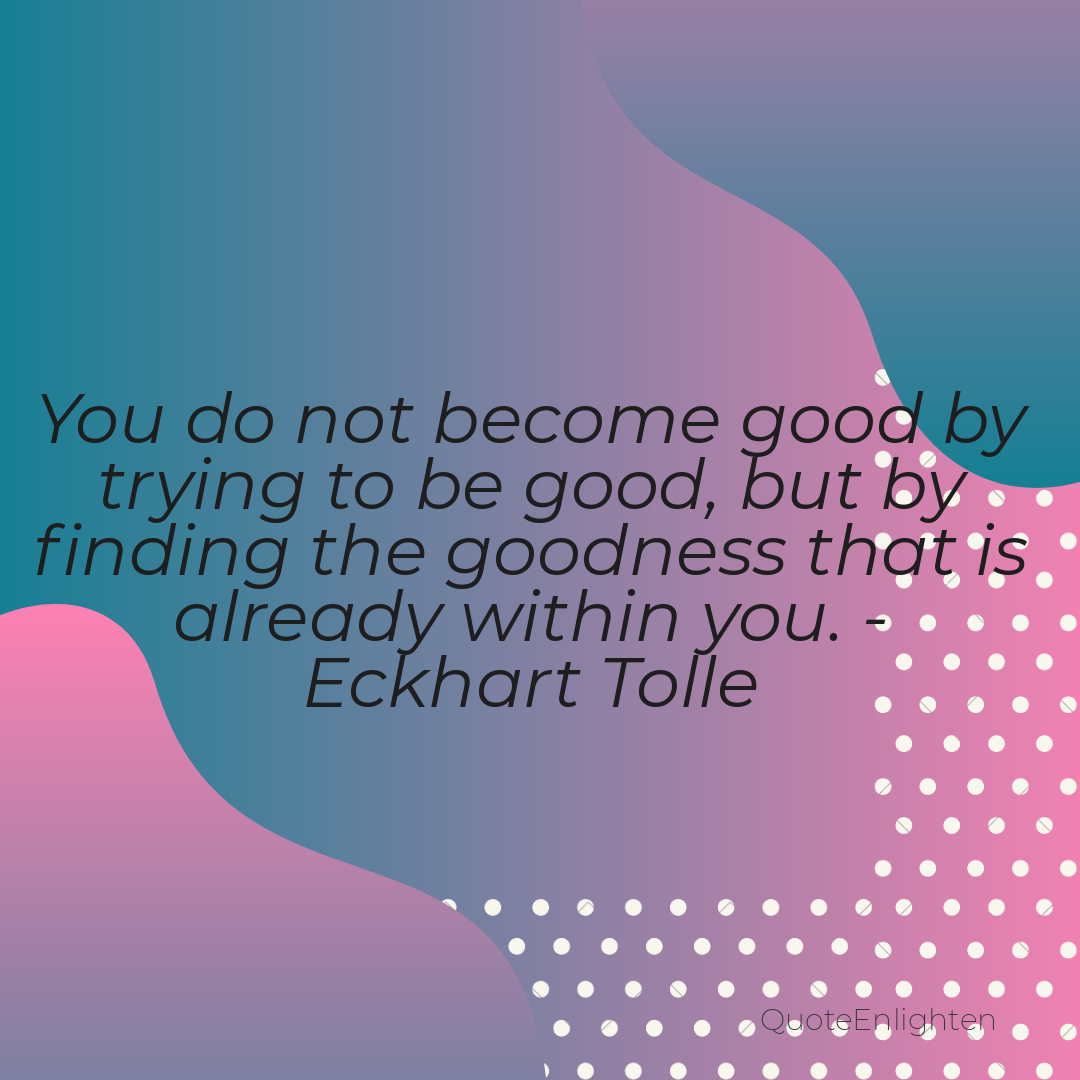 You do not become good by
trying to be good, but by
finding the goodness that is
already within you. -
Eckhart Tolle
QuoteEnlighten